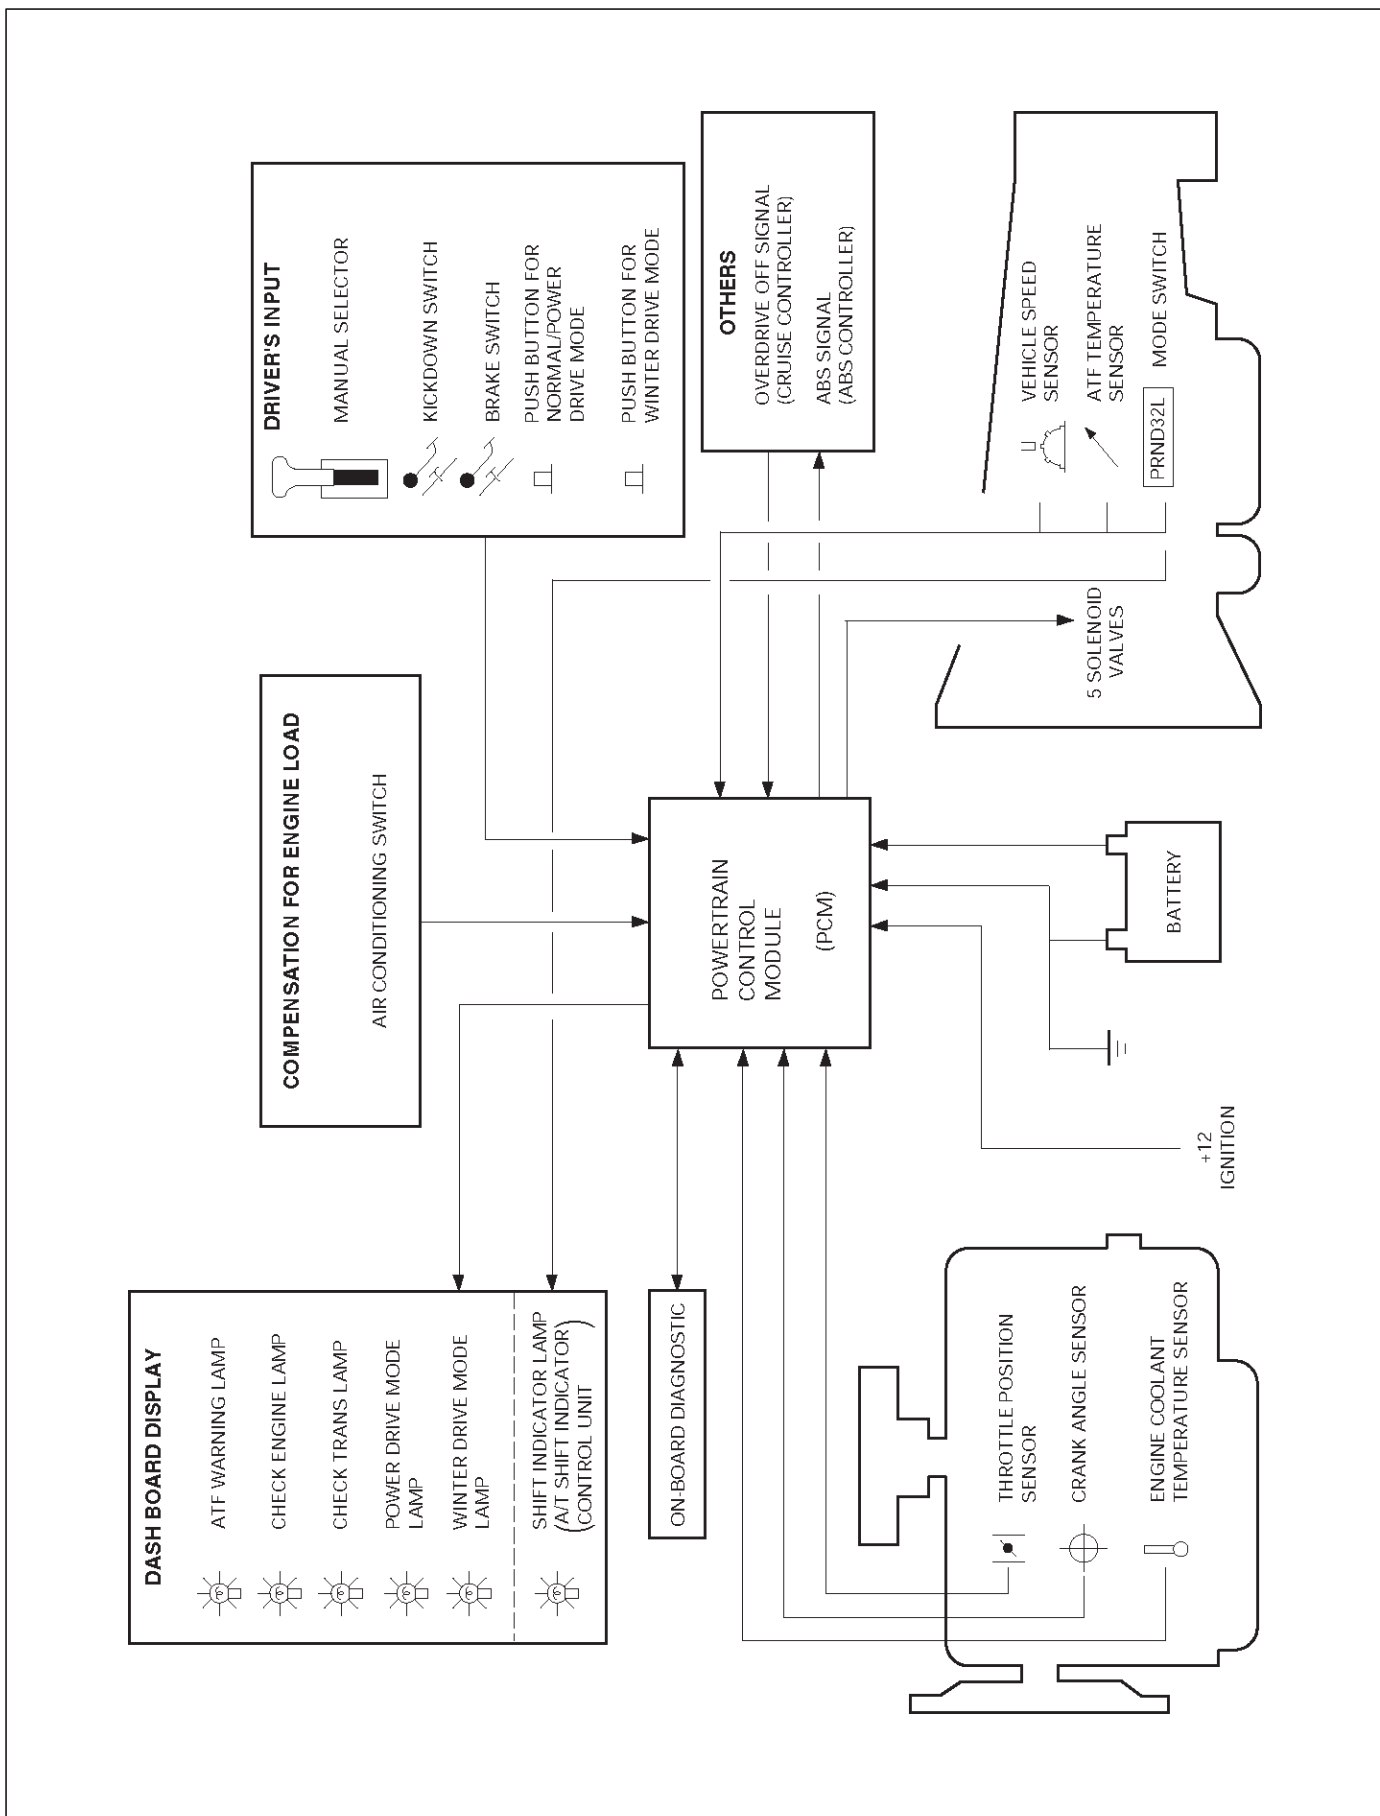 DASH BOARD DISPLAY
ATF WARNING LAMP
CHECK ENGINE LAMP
CHECK TRANS LAMP
POWER DRIVE MODE
LAMP
WINTER DRIVE MODE
LAMP
SHIFT INDICATOR LAMP
(A/T SHIFT INDICATOR)
(CONTROL UNIT)
COMPENSATION FOR ENGINE LOAD
AIR CONDITIONING SWITCH
DRIVER'S INPUT
MANUAL SELECTOR
KICKDOWN SWITCH
BRAKE SWITCH
PUSH BUTTON FOR
NORMAL/POWER
DRIVE MODE
PUSH BUTTON FOR
WINTER DRIVE MODE
ON-BOARD DIAGNOSTIC
POWERTRAIN
CONTROL
MODULE
(PCM)
OTHERS
OVERDRIVE OFF SIGNAL
(CRUISE CONTROLLER)
ABS SIGNAL
(ABS CONTROLLER)
THROTTLE POSITION
SENSOR
CRANK ANGLE SENSOR
ENGINE COOLANT
TEMPERATURE SENSOR
+12
IGNITION
BATTERY
5 SOLENOID
VALVES
VEHICLE SPEED
SENSOR
ATF TEMPERATURE
SENSOR
PRND32L
MODE SWITCH